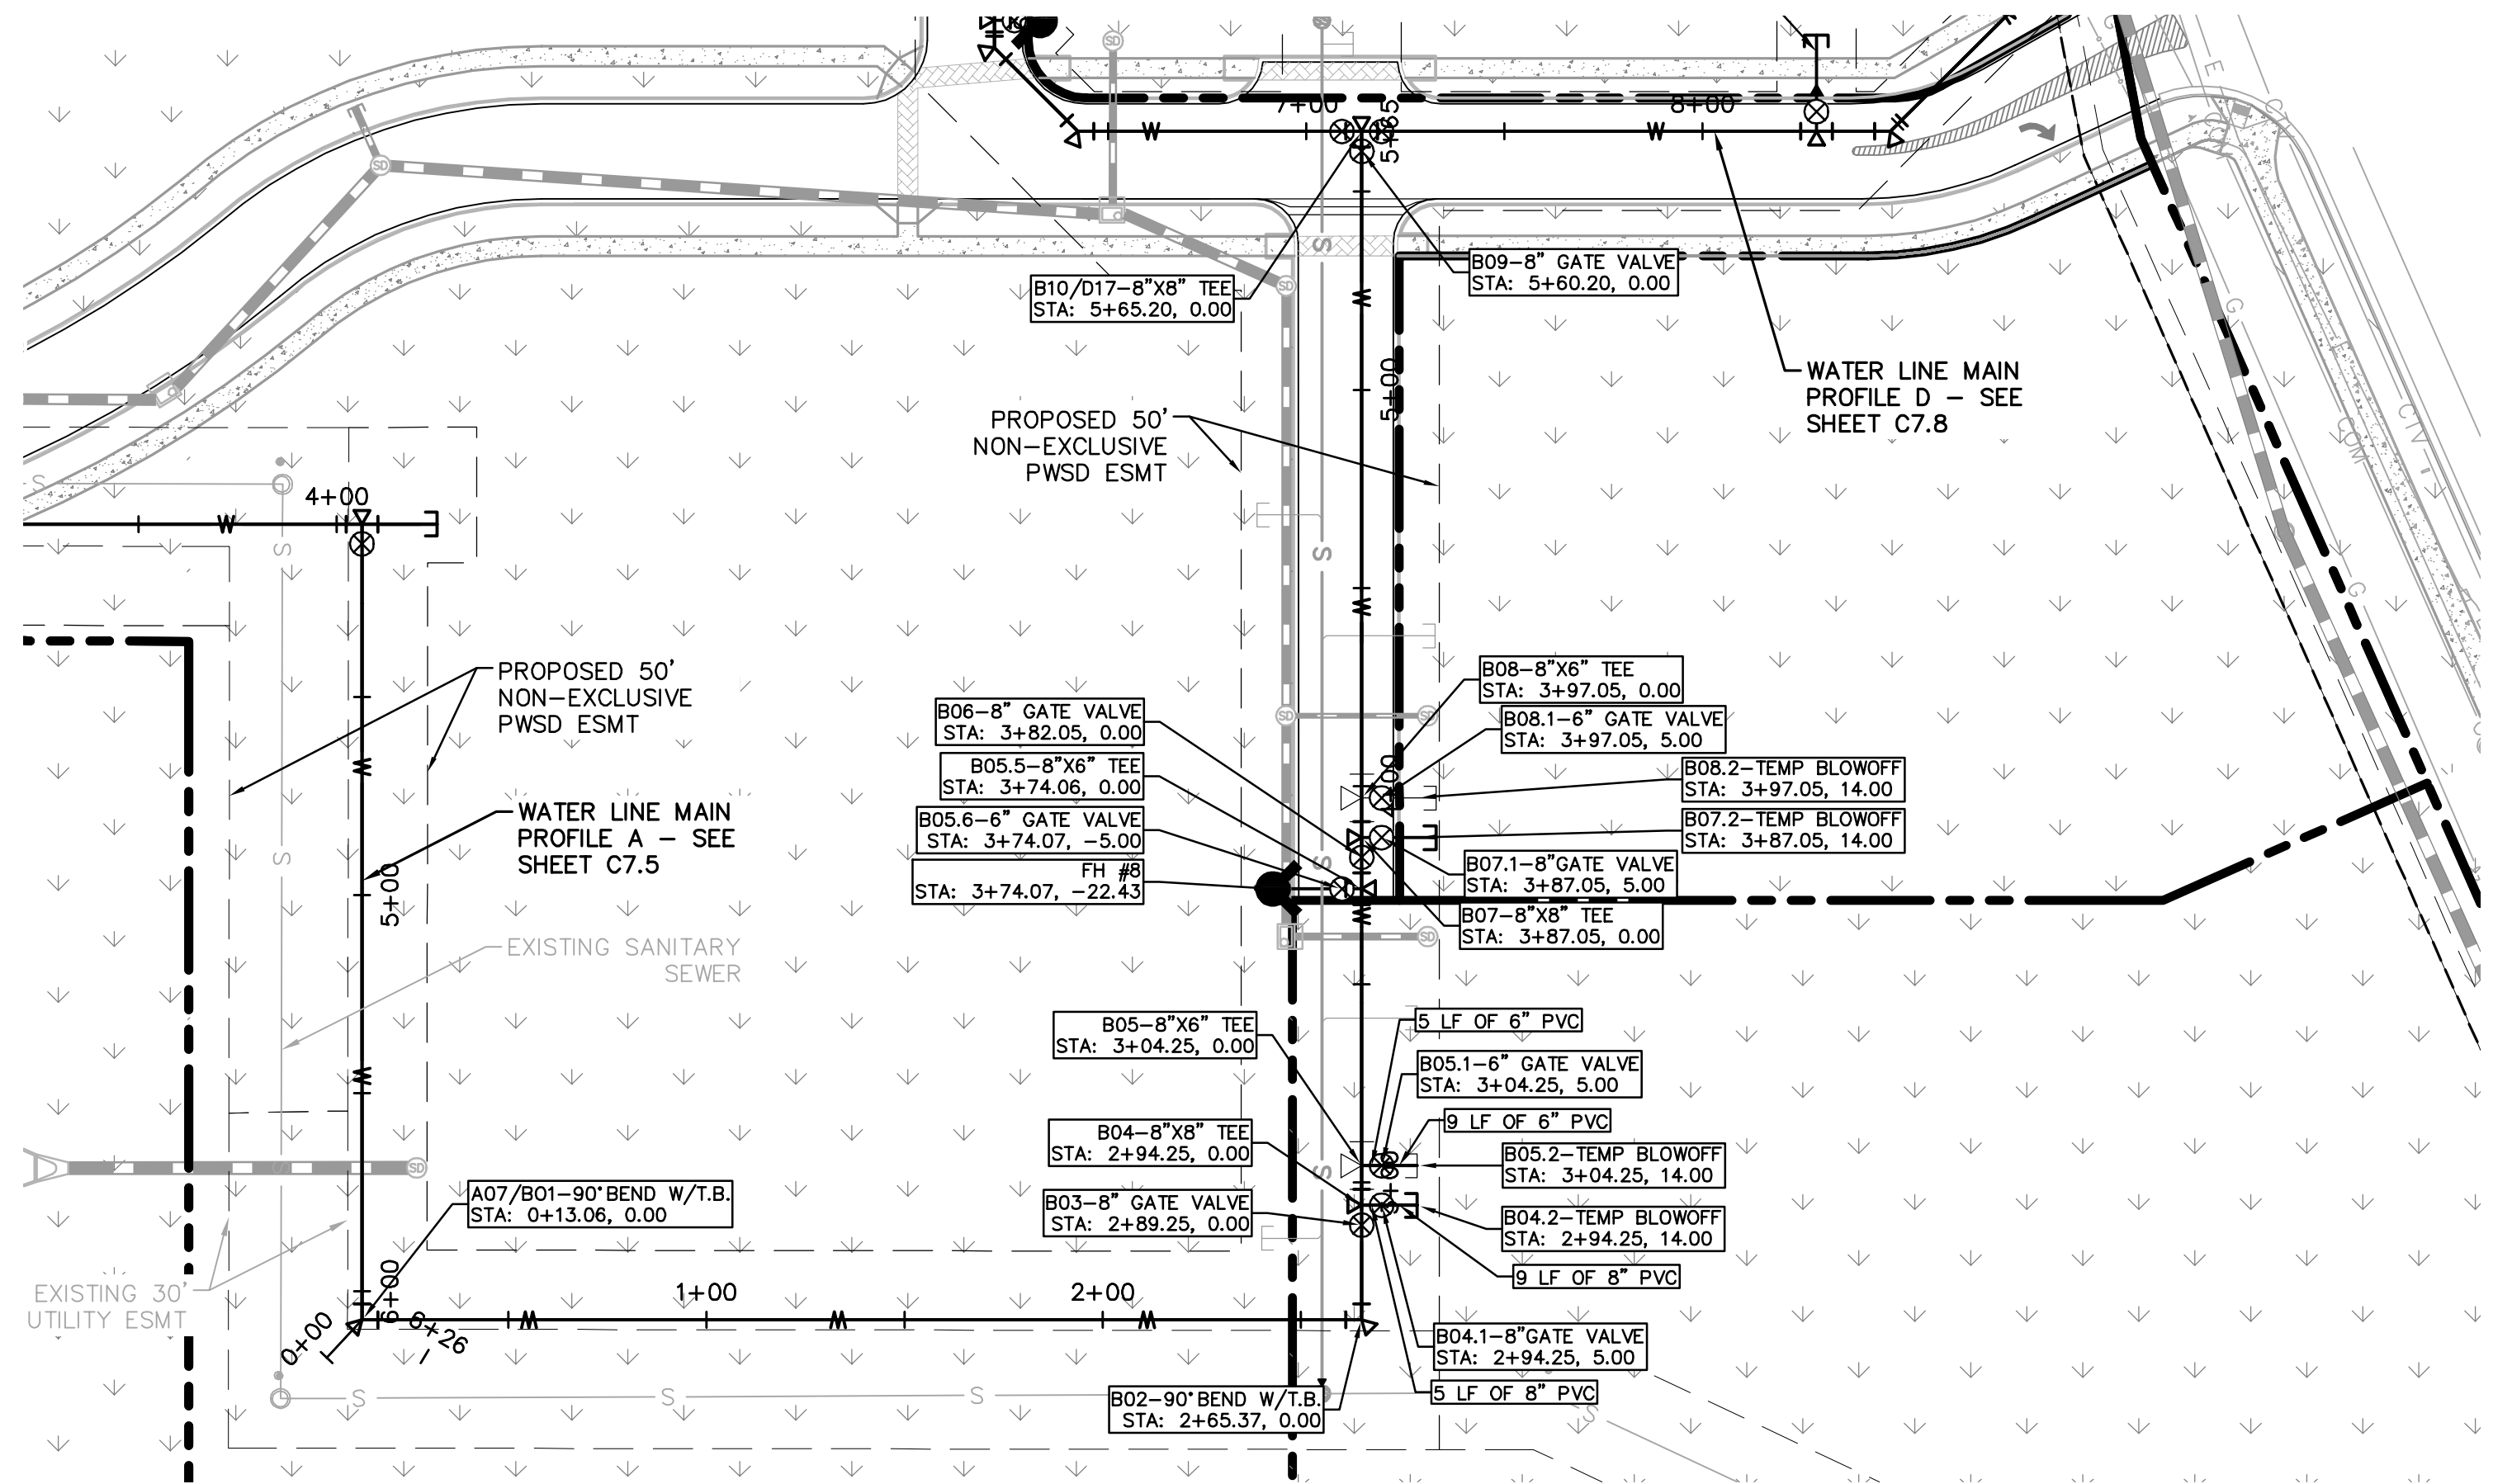 SD
7+00
5+65
8+00
W
W
SD
E
COM
CTV
G
S
B09-8" GATE VALVE
STA: 5+60.20, 0.00
B10/D17-8"X8" TEE
STA: 5+65.20, 0.00
SD
W
5+00
WATER LINE MAIN
PROFILE D - SEE
SHEET C7.8
PROPOSED 50'
NON-EXCLUSIVE
PWSD ESMT
G
E
COM
CTV
S
4+00
W
S
S
G
W
PROPOSED 50'
NON-EXCLUSIVE
PWSD ESMT
B08-8"X6" TEE
STA: 3+97.05, 0.00
B06-8" GATE VALVE
STA: 3+82.05, 0.00
B08.1-6" GATE VALVE
STA: 3+97.05, 5.00
SD
SD
B05.5-8"X6" TEE
STA: 3+74.06, 0.00
4+00
B08.2-TEMP BLOWOFF
STA: 3+97.05, 14.00
W
WATER LINE MAIN
PROFILE A - SEE
SHEET C7.5
B05.6-6" GATE VALVE
STA: 3+74.07, -5.00
B07.2-TEMP BLOWOFF
STA: 3+87.05, 14.00
S
S
FH #8
STA: 3+74.07, -22.43
B07.1-8"GATE VALVE
STA: 3+87.05, 5.00
5+00
W
B07-8"X8" TEE
STA: 3+87.05, 0.00
EXISTING SANITARY
SEWER
SD
B05-8"X6" TEE
STA: 3+04.25, 0.00
5 LF OF 6" PVC
W
B05.1-6" GATE VALVE
STA: 3+04.25, 5.00
9 LF OF 6" PVC
B04-8"X8" TEE
STA: 2+94.25, 0.00
S
SD
S
B05.2-TEMP BLOWOFF
STA: 3+04.25, 14.00
3+00
A07/B01-90°BEND W/T.B.
STA: 0+13.06, 0.00
B03-8" GATE VALVE
STA: 2+89.25, 0.00
B04.2-TEMP BLOWOFF
STA: 2+94.25, 14.00
EXISTING 30'
UTILITY ESMT
9 LF OF 8" PVC
6+00
0+00
6+26
1+00
2+00
W
W
W
B04.1-8"GATE VALVE
STA: 2+94.25, 5.00
S
S
S
B02-90°BEND W/T.B.
STA: 2+65.37, 0.00
5 LF OF 8" PVC
S